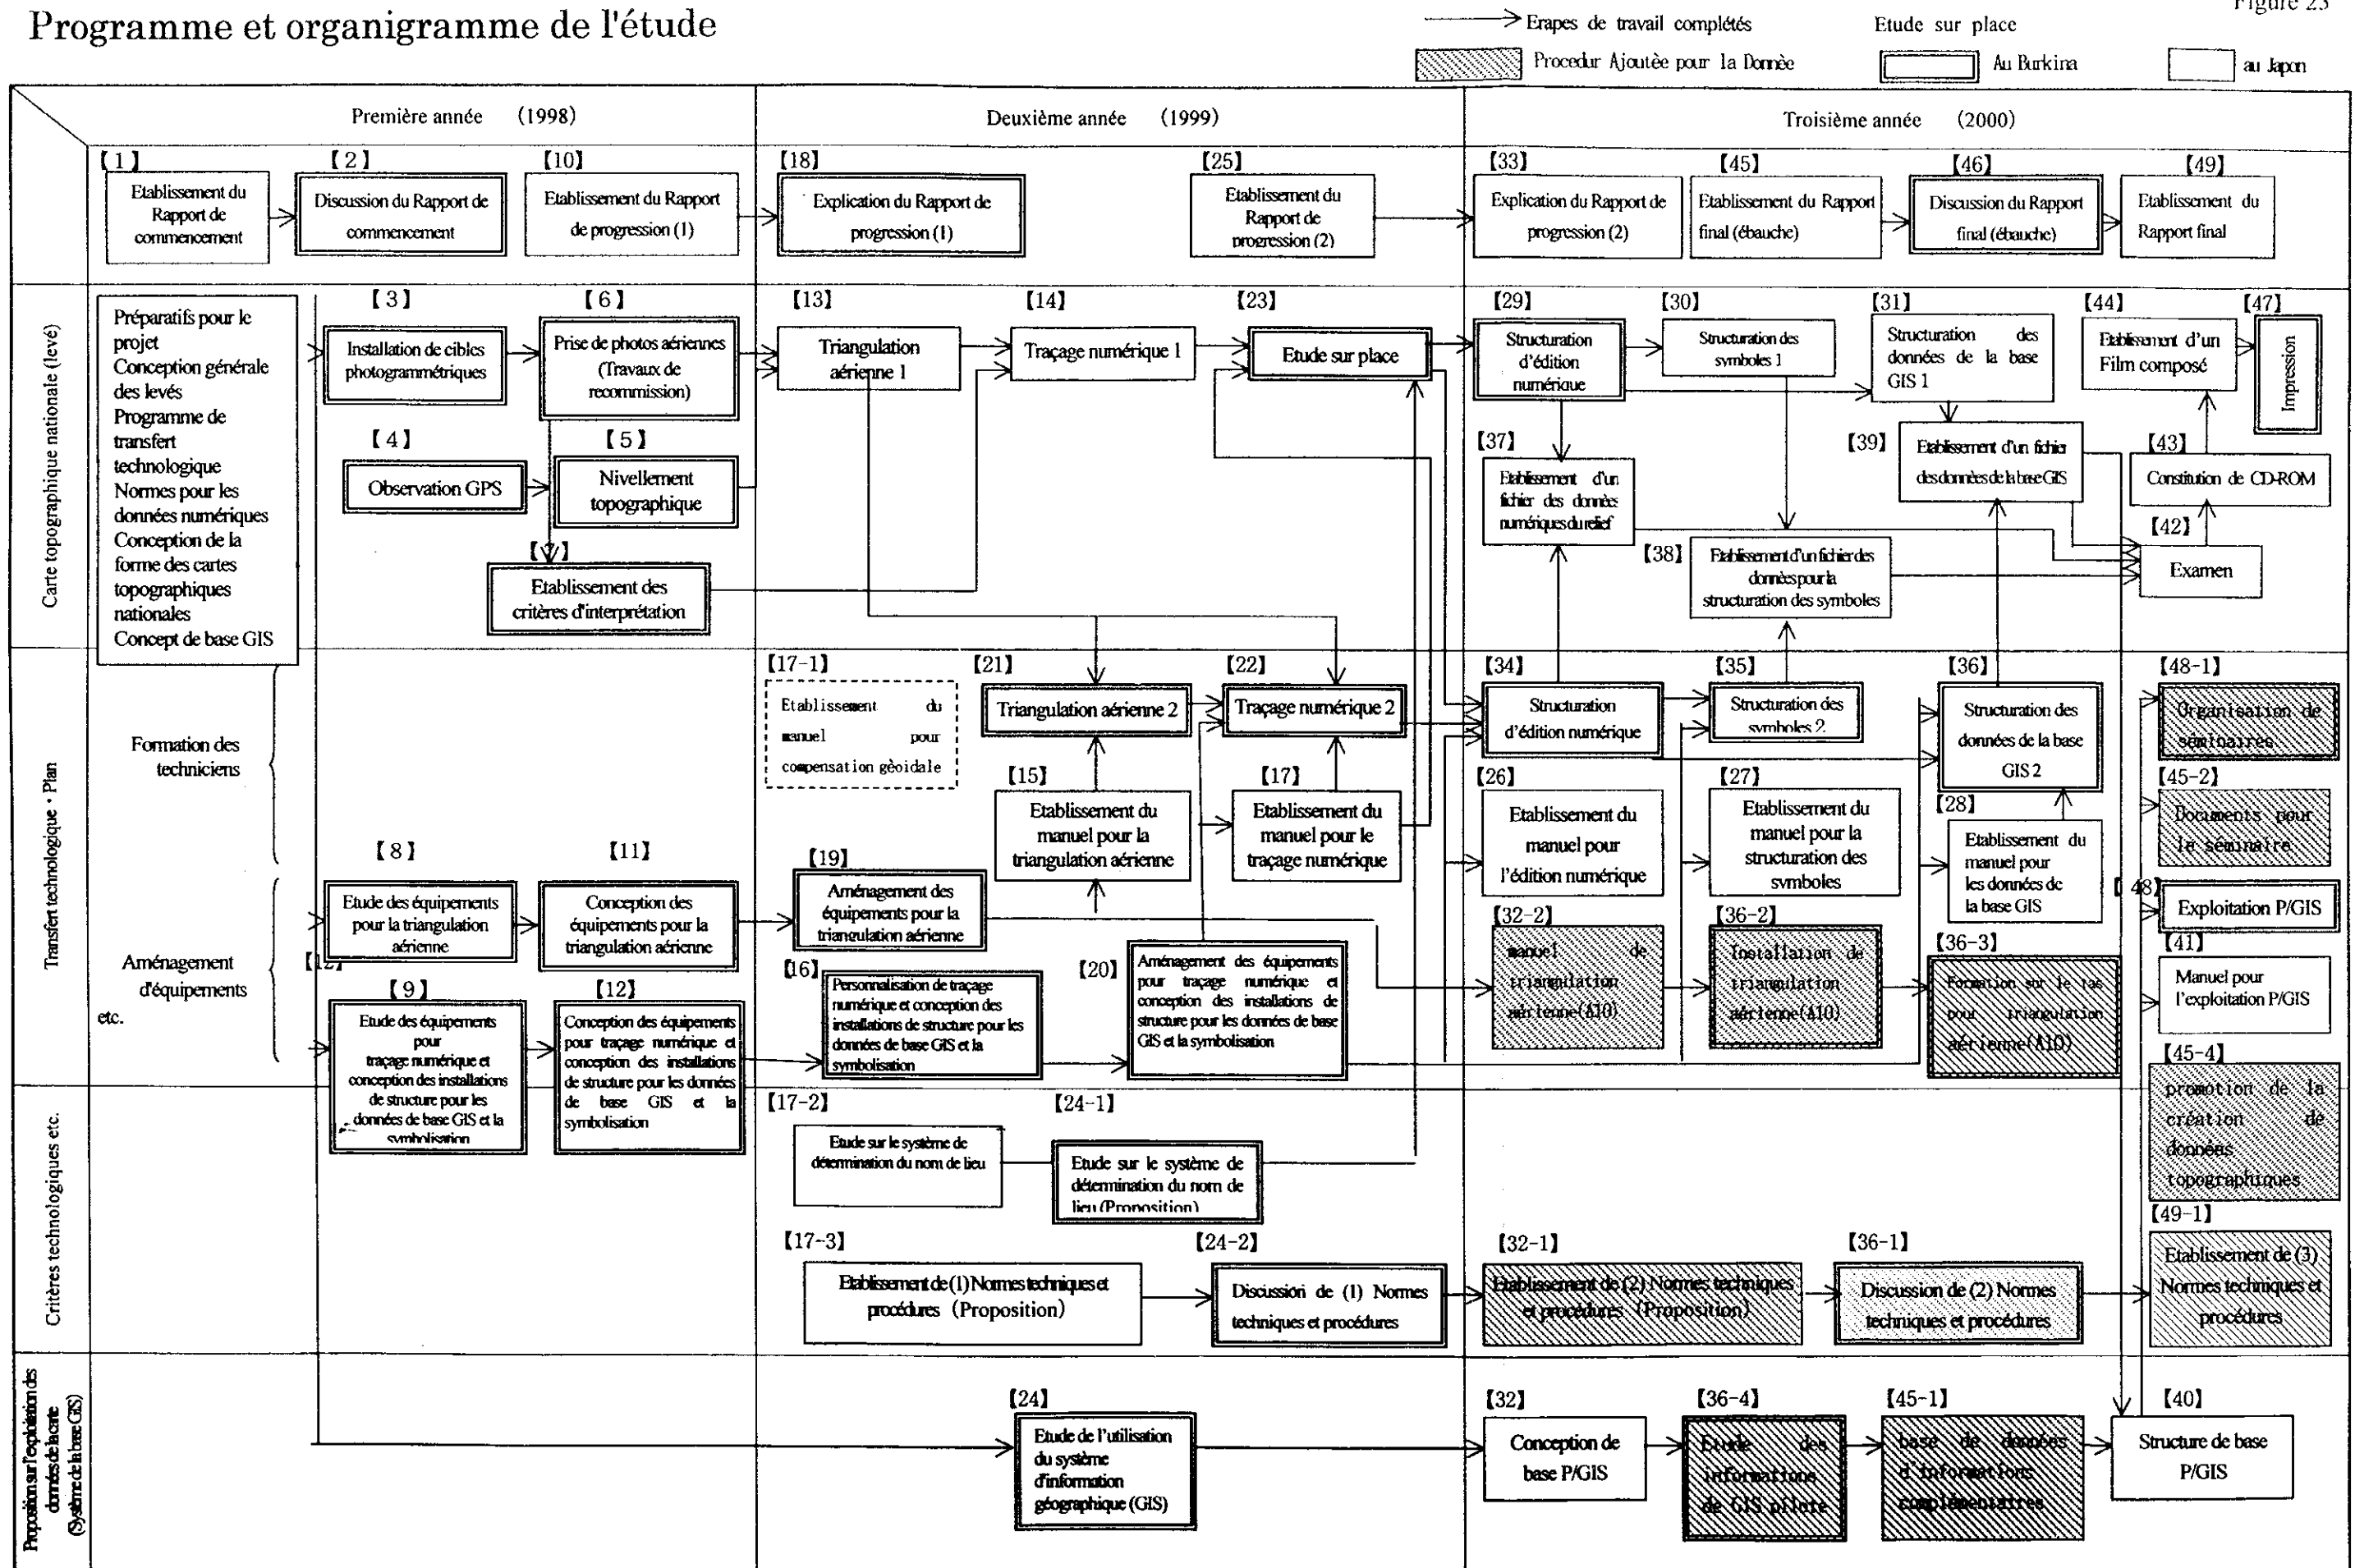 Programme et organigramme de l'étude
Figure 23
Erapes de travail complétés
Etude sur place
Procedur Ajoutèe pour la Donnèe
Au Burkina
au Japon
Première année (1998)
Deuxième année (1999)
Troisième année (2000)
【1】
Etablissement du
Rapport de
commencement
【2】
Discussion du Rapport de
commencement
【10】
Etablissement du Rapport
de progression (1)
【18】
Explication du Rapport de
progression (1)
【25】
Etablissement du
Rapport de
progression (2)
【33】
Explication du Rapport de
progression (2)
【45】
Etablissement du Rapport
final (ébauche)
【46】
Discussion du Rapport
final (ébauche)
【49】
Etablissement du
Rapport final
Carte topographique nationale (levé)
Préparatifs pour le
projet
Conception générale
des levés
Programme de
transfert
technologique
Normes pour les
données numériques
Conception de la
forme des cartes
topographiques
nationales
Concept de base GIS
【3】
Installation de cibles
photogrammétriques
【6】
Prise de photos aériennes
(Travaux de
recommission)
【13】
Triangulation
aérienne 1
【14】
Traçage numérique 1
【23】
Etude sur place
【29】
Structuration
d'édition
numérique
【30】
Structuration des
symboles 1
【31】
Structuration des
données de la base
GIS 1
【44】
Etablissement d'un
Film composé
【47】
Impression
【4】
Observation GPS
【5】
Nivellement
topographique
【37】
Etablissement d'un
fichier des données
numériques du relief
【39】
Etablissement d'un fichier
des données de la base GIS
【43】
Constitution de CD-ROM
Etablissement des
critères d'interprétation
【38】
Etablissement d'un fichier des
données pour la
structuration des symboles
【42】
Examen
Transfert technologique・Plan
Formation des
techniciens
【17-1】
Etablissement du
manuel pour
compensation gèoidale
【21】
Triangulation aérienne 2
【22】
Traçage numérique 2
【34】
Structuration
d'édition numérique
【35】
Structuration des
symboles 2
【36】
Structuration des
données de la base
GIS 2
【48-1】
Organisation de
séminaires
【15】
Etablissement du
manuel pour la
triangulation aérienne
【17】
Etablissement du
manuel pour le
traçage numérique
【26】
Etablissement du
manuel pour
l'édition numérique
【27】
Etablissement du
manuel pour la
structuration des
symboles
【28】
Etablissement du
manuel pour
les données de
la base GIS
【45-2】
Documents pour
le séminaire
Aménagement
d'équipements
etc.
【8】
Etude des équipements
pour la triangulation
aérienne
【11】
Conception des
équipements pour la
triangulation aérienne
【19】
Aménagement des
équipements pour la
triangulation aérienne
【32-2】
manuel de
triangulation
aérienne(A10)
【36-2】
Installation de
triangulation
aérienne(A10)
【36-3】
Formation sur le tas
pour triangulation
aérienne(A10)
【48】
Exploitation P/GIS
【41】
Manuel pour
l'exploitation P/GIS
【12】
【9】
Etude des équipements
pour
traçage numérique et
conception des installations
de structure pour les
données de base GIS et la
symbolisation
【12】
Conception des équipements
pour traçage numérique et
conception des installations
de structure pour les données
de base GIS et la
symbolisation
【16】
Personnalisation de traçage
numérique et conception des
installations de structure pour les
données de base GIS et la
symbolisation
【20】
Aménagement des équipements
pour traçage numérique et
conception des installations de
structure pour les données de base
GIS et la symbolisation
【45-4】
promotion de la
création de
données
topographiques
Critères technologiques etc.
【17-2】
Etude sur le système de
détermination du nom de lieu
【24-1】
Etude sur le système de
détermination du nom de
lieu (Proposition)
【17-3】
Etablissement de (1) Normes techniques et
procédures (Proposition)
【24-2】
Discussion de (1) Normes
techniques et procédures
【32-1】
Etablissement de (2) Normes techniques
et procédures (Proposition)
【36-1】
Discussion de (2) Normes
techniques et procédures
【49-1】
Etablissement de (3)
Normes techniques et
procédures
Proposition sur l'exploitation des
données de la carte
(Système de la base GIS)
【24】
Etude de l'utilisation
du système
d'information
géographique (GIS)
【32】
Conception de
base P/GIS
【36-4】
Etude des
informations
de GIS pilote
【45-1】
base de données
d'informations
complémentaires
【40】
Structure de base
P/GIS